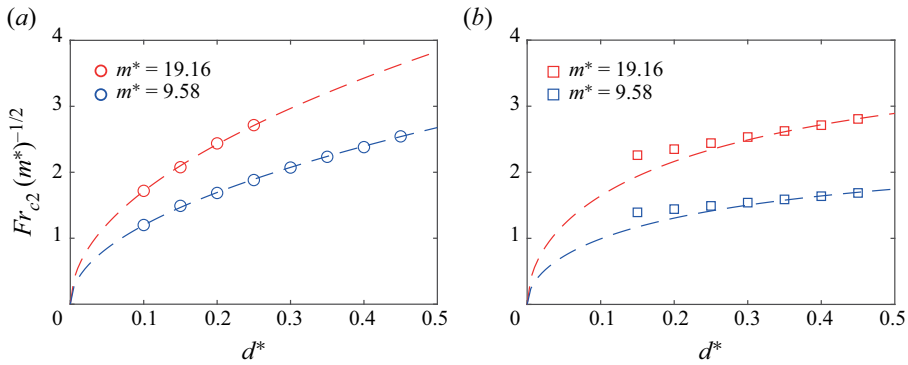 (a)
4
3
2
1
0
Fr_{c2} (m*)^{-1/2}
m* = 19.16
m* = 9.58
0.1 0.2 0.3 0.4 0.5
d*
(b)
4
3
2
1
0
m* = 19.16
m* = 9.58
0.1 0.2 0.3 0.4 0.5
d*